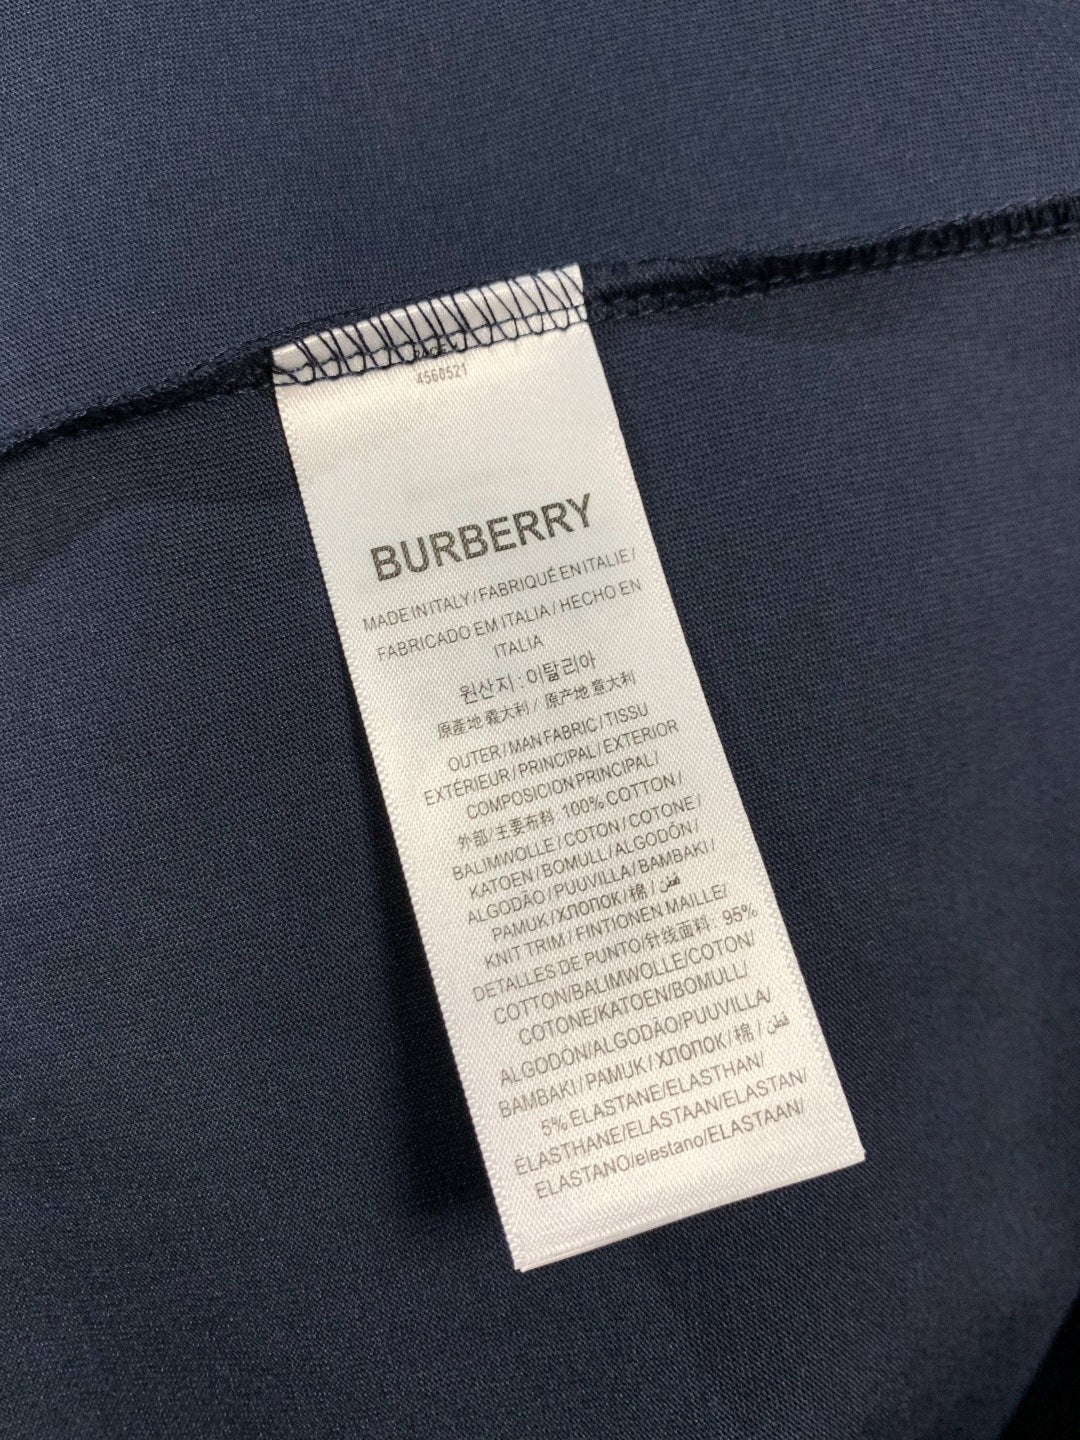 4560521
BURBERRY
MADE IN ITALY / FABRIQUÉ EN ITALIE /
FABRICADO EM ITALIA / HECHO EN
ITALIA
원산지 : 이탈리아
原產地 義大利 / 原产地 意大利
OUTER / MAN FABRIC / TISSU
EXTÉRIEUR / PRINCIPAL / EXTERIOR
COMPOSICION PRINCIPAL /
外部 / 主要布料 100% COTTON /
BALIMWOLLE / COTON / COTONE /
KATOEN / BOMULL / ALGODÓN /
ALGODÃO / PUUVILLA / BAMBAKI /
PAMUK / ХЛОПОК / 棉 / قطن
KNIT TRIM / FINTIONEN MAILLE /
DETALLES DE PUNTO / 针线面料 : 95%
COTTON/BALIMWOLLE/COTON/
COTONE/KATOEN/BOMULL/
ALGODÓN/ALGODÃO/PUUVILLA/
BAMBAKI / PAMUK / ХЛОПОК / 棉 / قطن
5% ELASTANE/ELASTHAN/
ÉLASTHANE/ELASTAAN/ELASTAN/
ELASTANO/elestano/ELASTAAN/